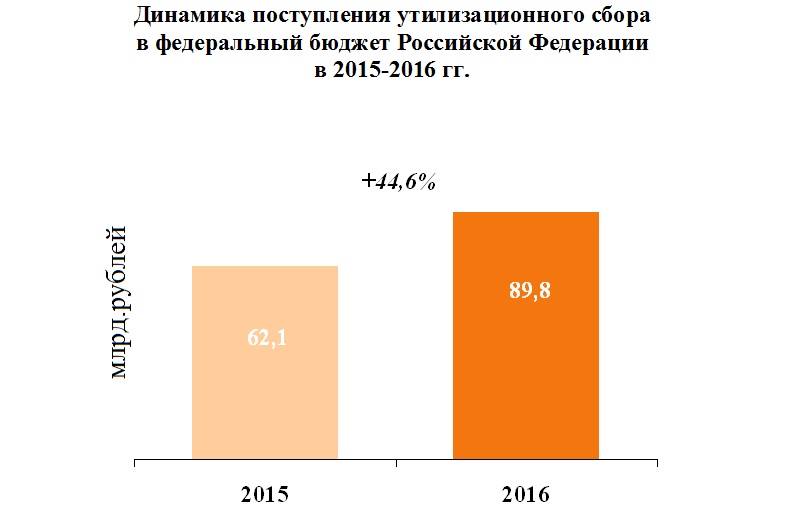 Динамика поступления утилизационного сбора
в федеральный бюджет Российской Федерации
в 2015-2016 гг.
+44,6%
млрд.рублей
62,1
89,8
2015
2016